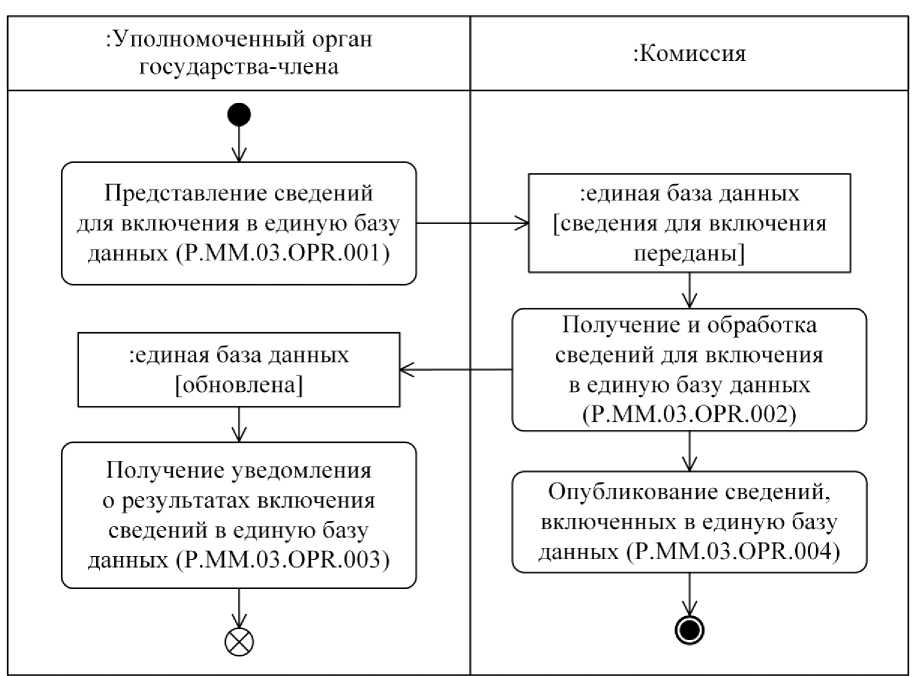 :Уполномоченный орган
государства-члена
:Комиссия
Представление сведений
для включения в единую базу
данных (P.MM.03.OPR.001)
:единая база данных
[сведения для включения
переданы]
Получение и обработка
сведений для включения
в единую базу данных
(P.MM.03.OPR.002)
:единая база данных
[обновлена]
Получение уведомления
о результатах включения
сведений в единую базу
данных (P.MM.03.OPR.003)
Опубликование сведений,
включенных в единую базу
данных (P.MM.03.OPR.004)